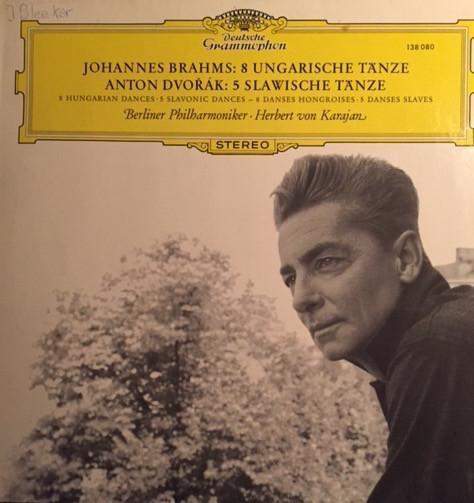 J Bleeker
Deutsche
Grammophon
138 080
JOHANNES BRAHMS: 8 UNGARISCHE TÄNZE
ANTON DVOŘÁK: 5 SLAWISCHE TÄNZE
8 HUNGARIAN DANCES · 5 SLAVONIC DANCES – 8 DANSES HONGROISES · 5 DANSES SLAVES
Berliner Philharmoniker · Herbert von Karajan
STEREO